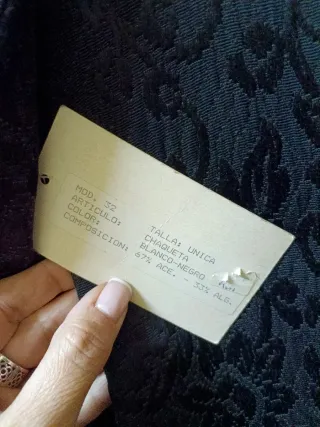 MOD. 32 TALLA: UNICA
ARTICULO: CHAQUETA
COLOR: BLANCO-NEGRO
COMPOSICION: 67% ACE. - 33% ALG.